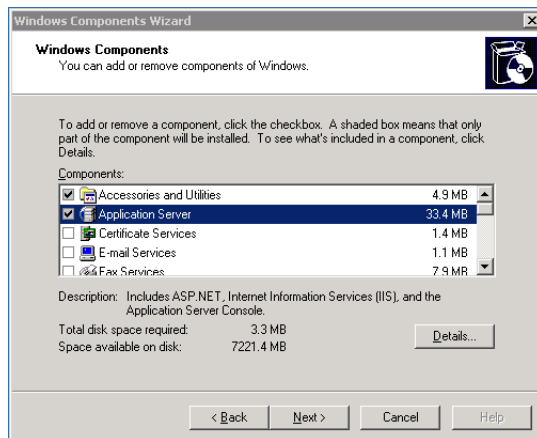 Windows Components Wizard
Windows Components
You can add or remove components of Windows.
To add or remove a component, click the checkbox. A shaded box means that only
part of the component will be installed. To see what's included in a component, click
Details.
Components:
Accessories and Utilities 4.9 MB
Application Server 33.4 MB
Certificate Services 1.4 MB
E-mail Services 1.1 MB
Fax Services 7.9 MB
Description: Includes ASP.NET, Internet Information Services (IIS), and the
Application Server Console.
Total disk space required: 3.3 MB
Space available on disk: 7221.4 MB
Details...
< Back Next > Cancel Help